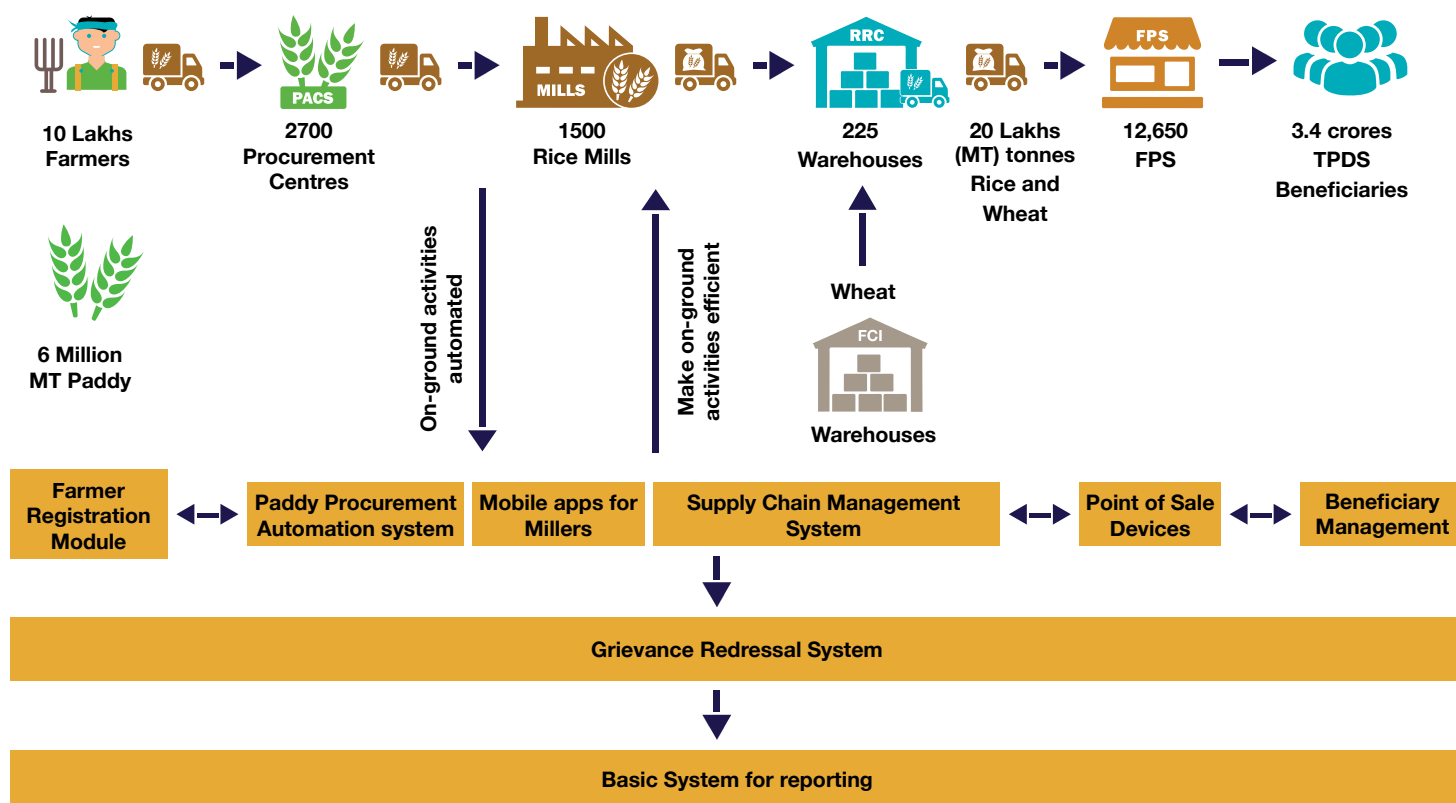 PACS
MILLS
RRC
FPS
10 Lakhs
Farmers
2700
Procurement
Centres
1500
Rice Mills
225
Warehouses
20 Lakhs
(MT) tonnes
Rice and
Wheat
12,650
FPS
3.4 crores
TPDS
Beneficiaries
6 Million
MT Paddy
On-ground activities
automated
Make on-ground
activities efficient
Wheat
FCI
Warehouses
Farmer
Registration
Module
Paddy Procurement
Automation system
Mobile apps for
Millers
Supply Chain Management
System
Point of Sale
Devices
Beneficiary
Management
Grievance Redressal System
Basic System for reporting